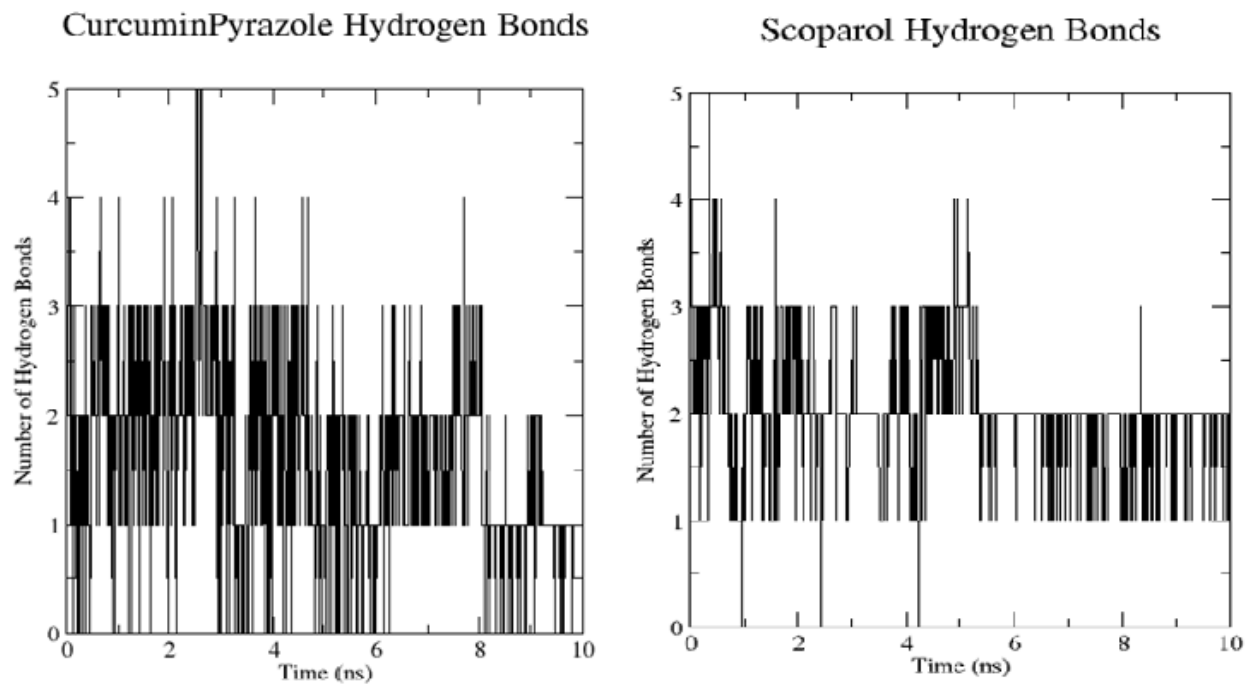 CurcuminPyrazole Hydrogen Bonds
Number of Hydrogen Bonds
5
4
3
2
1
0
0 2 4 6 8 10
Time (ns)
Scoparol Hydrogen Bonds
Number of Hydrogen Bonds
5
4
3
2
1
0
0 2 4 6 8 10
Time (ns)